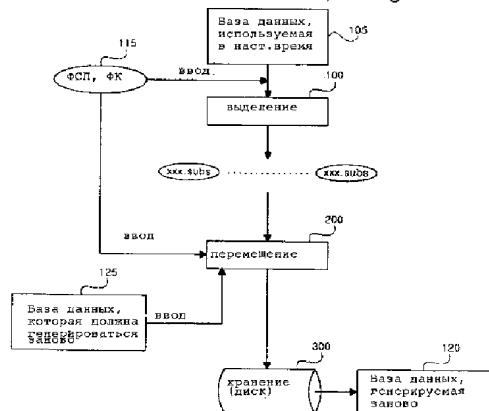 База данных,
используемая
в наст.время
105
115
ФСП, ФК
ввод
100
выделение
xxx.subs
xxx.subs
ввод
200
перемещение
125
База данных,
которая должна
генерироваться
заново
ввод
300
хранение
(диск)
120
База данных,
генерируемая
заново